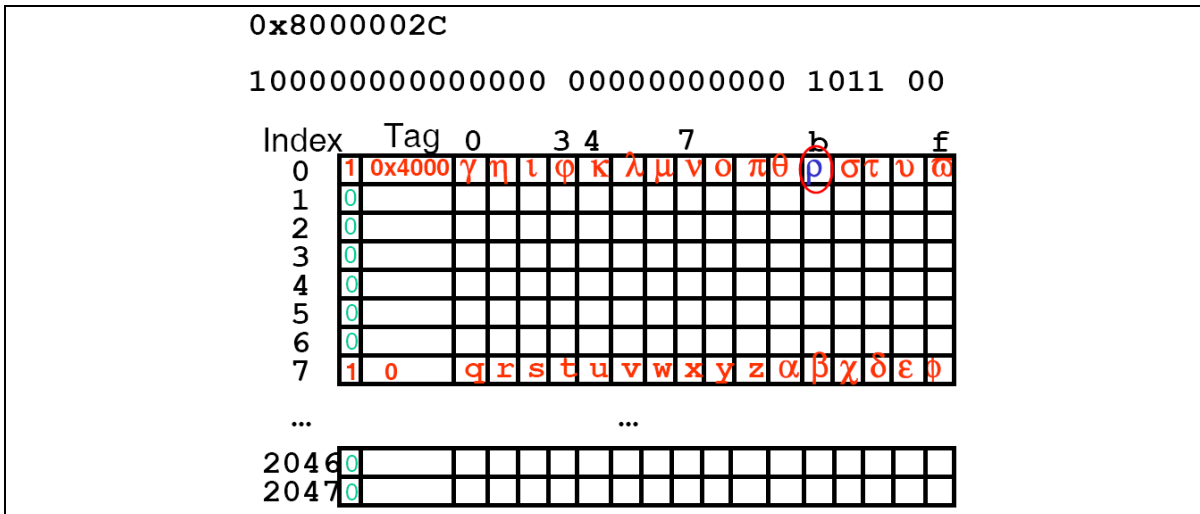 0x8000002C
100000000000000 00000000000 1011 00
Index Tag 0 3 4 7 b f
0 1 0x4000 γ η ι φ κ λ μ ν ο π θ ρ σ τ υ ϖ
1 0
2 0
3 0
4 0
5 0
6 0
7 1 0 q r s t u v w x y z α β χ δ ε ϕ
… …
2046 0
2047 0